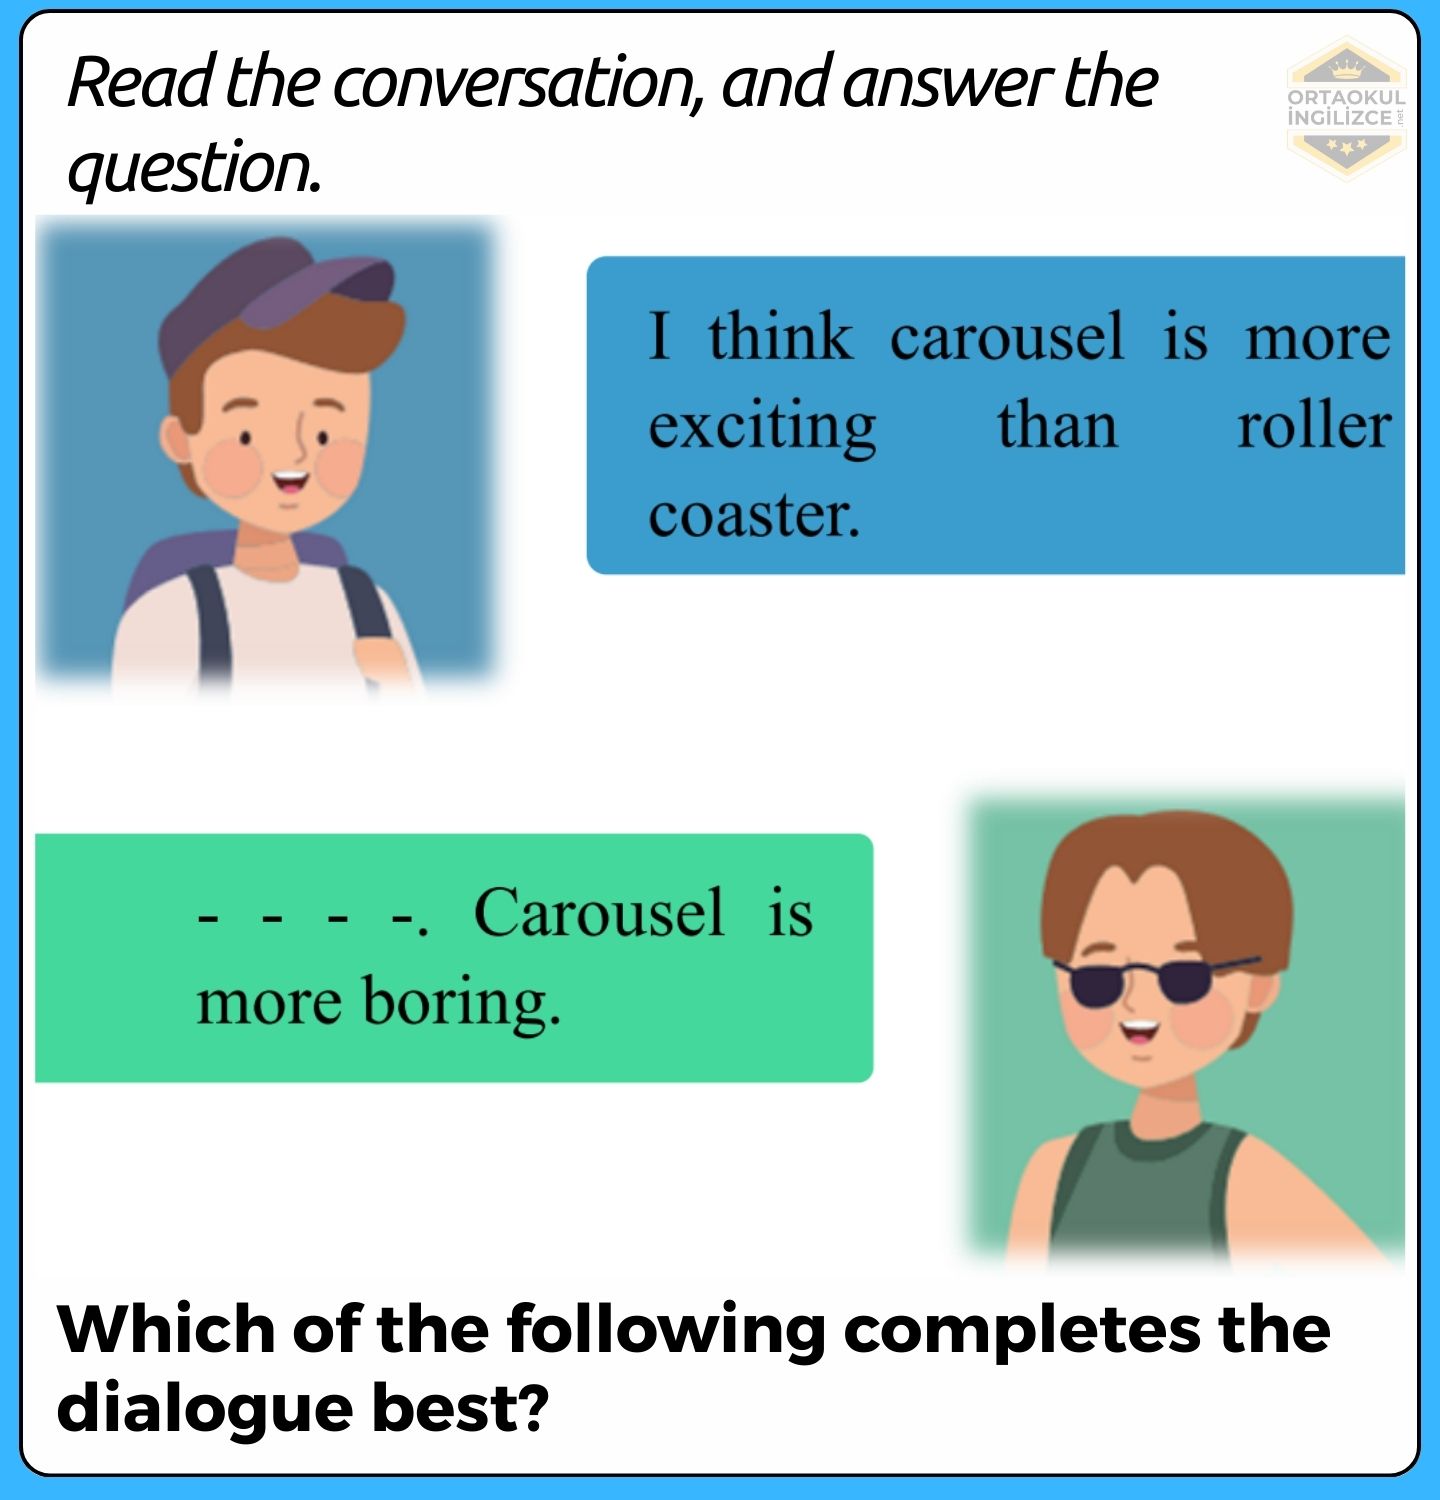 Read the conversation, and answer the
question.
ORTAOKUL
İNGİLİZCE
.net
I think carousel is more
exciting than roller
coaster.
- - - -. Carousel is
more boring.
Which of the following completes the
dialogue best?